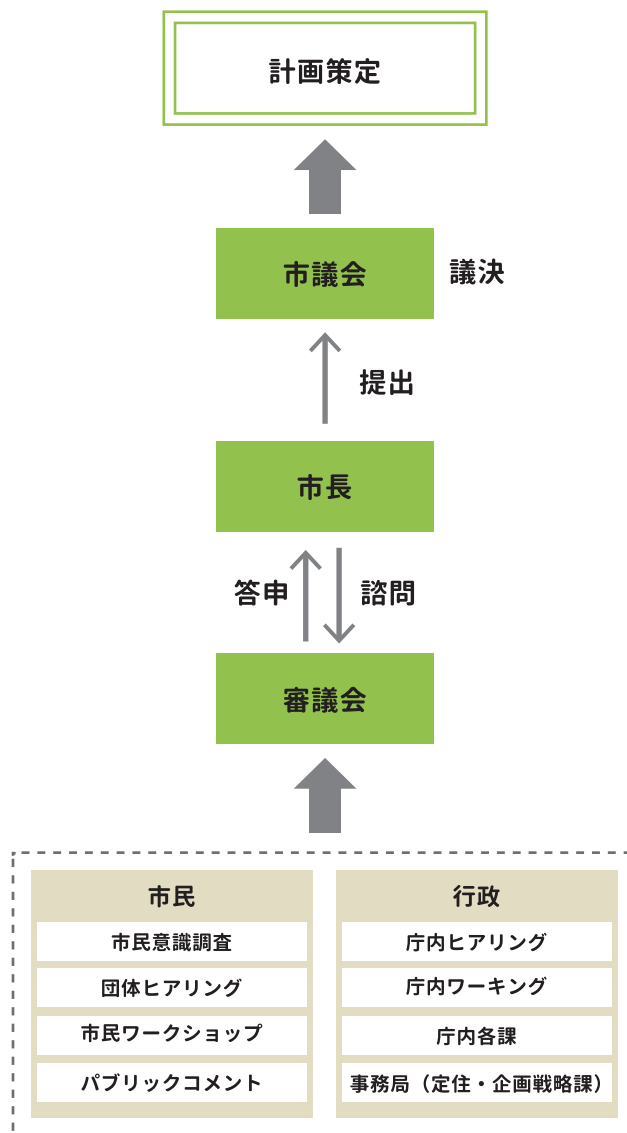 計画策定
市議会
議決
提出
市長
答申
諮問
審議会
市民
市民意識調査
団体ヒアリング
市民ワークショップ
パブリックコメント
行政
庁内ヒアリング
庁内ワーキング
庁内各課
事務局（定住・企画戦略課）